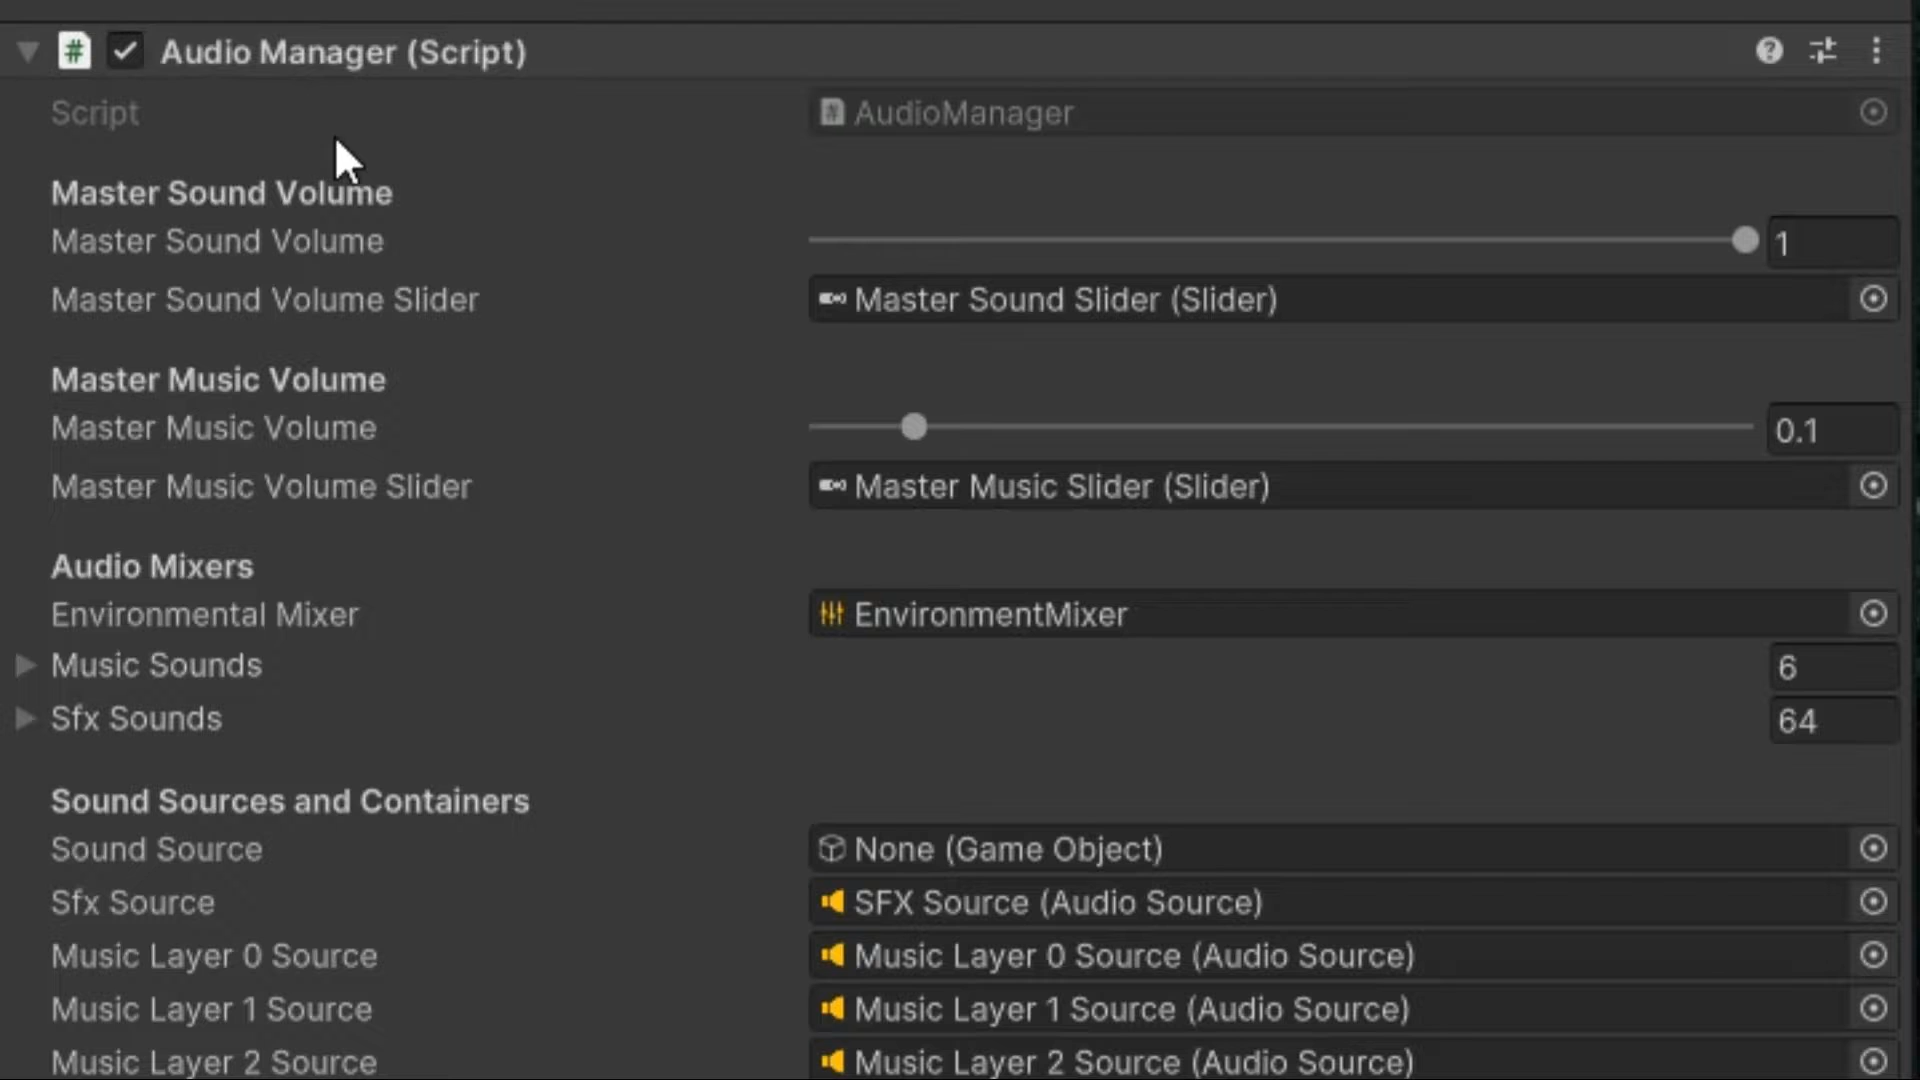 Audio Manager (Script)
Script AudioManager
Master Sound Volume
Master Sound Volume 1
Master Sound Volume Slider Master Sound Slider (Slider)
Master Music Volume
Master Music Volume 0.1
Master Music Volume Slider Master Music Slider (Slider)
Audio Mixers
Environmental Mixer EnvironmentMixer
Music Sounds 6
Sfx Sounds 64
Sound Sources and Containers
Sound Source None (Game Object)
Sfx Source SFX Source (Audio Source)
Music Layer 0 Source Music Layer 0 Source (Audio Source)
Music Layer 1 Source Music Layer 1 Source (Audio Source)
Music Layer 2 Source Music Layer 2 Source (Audio Source)